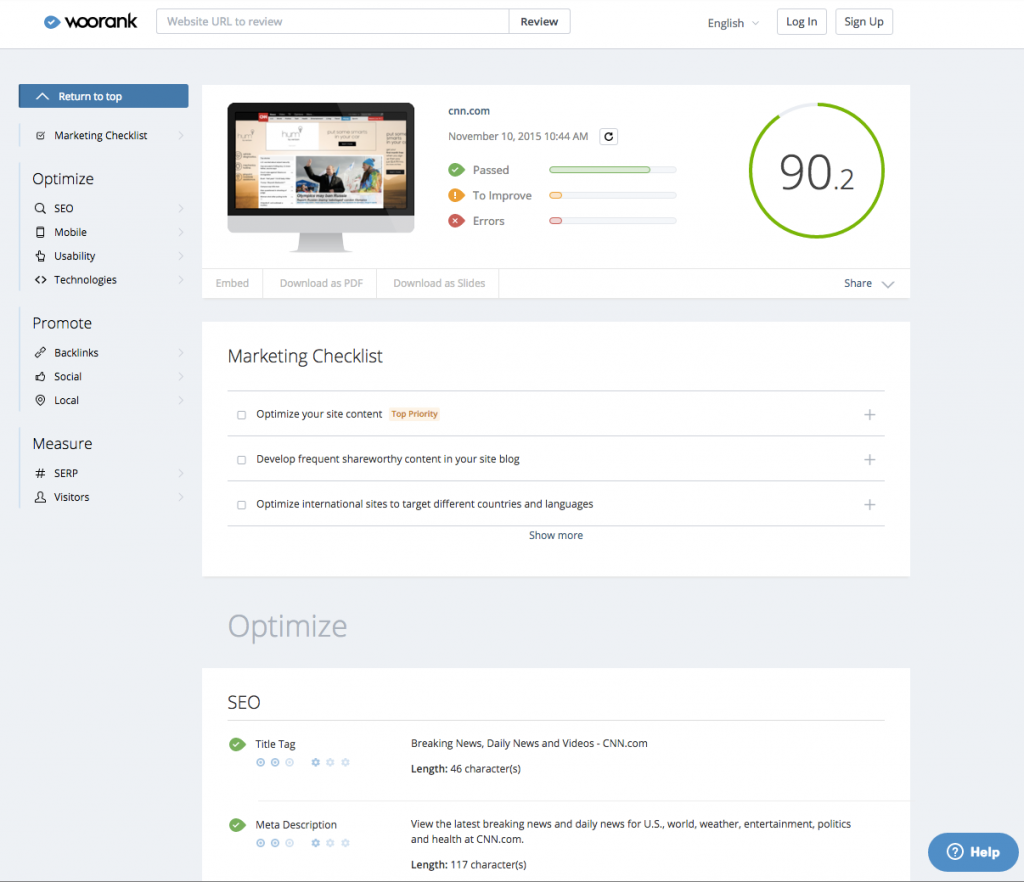 woorank
Website URL to review
Review
English
Log In
Sign Up
Return to top
Marketing Checklist
Optimize
SEO
Mobile
Usability
Technologies
Promote
Backlinks
Social
Local
Measure
SERP
Visitors
cnn.com
November 10, 2015 10:44 AM
Passed
To Improve
Errors
90.2
Embed
Download as PDF
Download as Slides
Share
Marketing Checklist
Optimize your site content Top Priority
Develop frequent shareworthy content in your site blog
Optimize international sites to target different countries and languages
Show more
Optimize
SEO
Title Tag
Breaking News, Daily News and Videos - CNN.com
Length: 46 character(s)
Meta Description
View the latest breaking news and daily news for U.S., world, weather, entertainment, politics
and health at CNN.com.
Length: 117 character(s)
Help